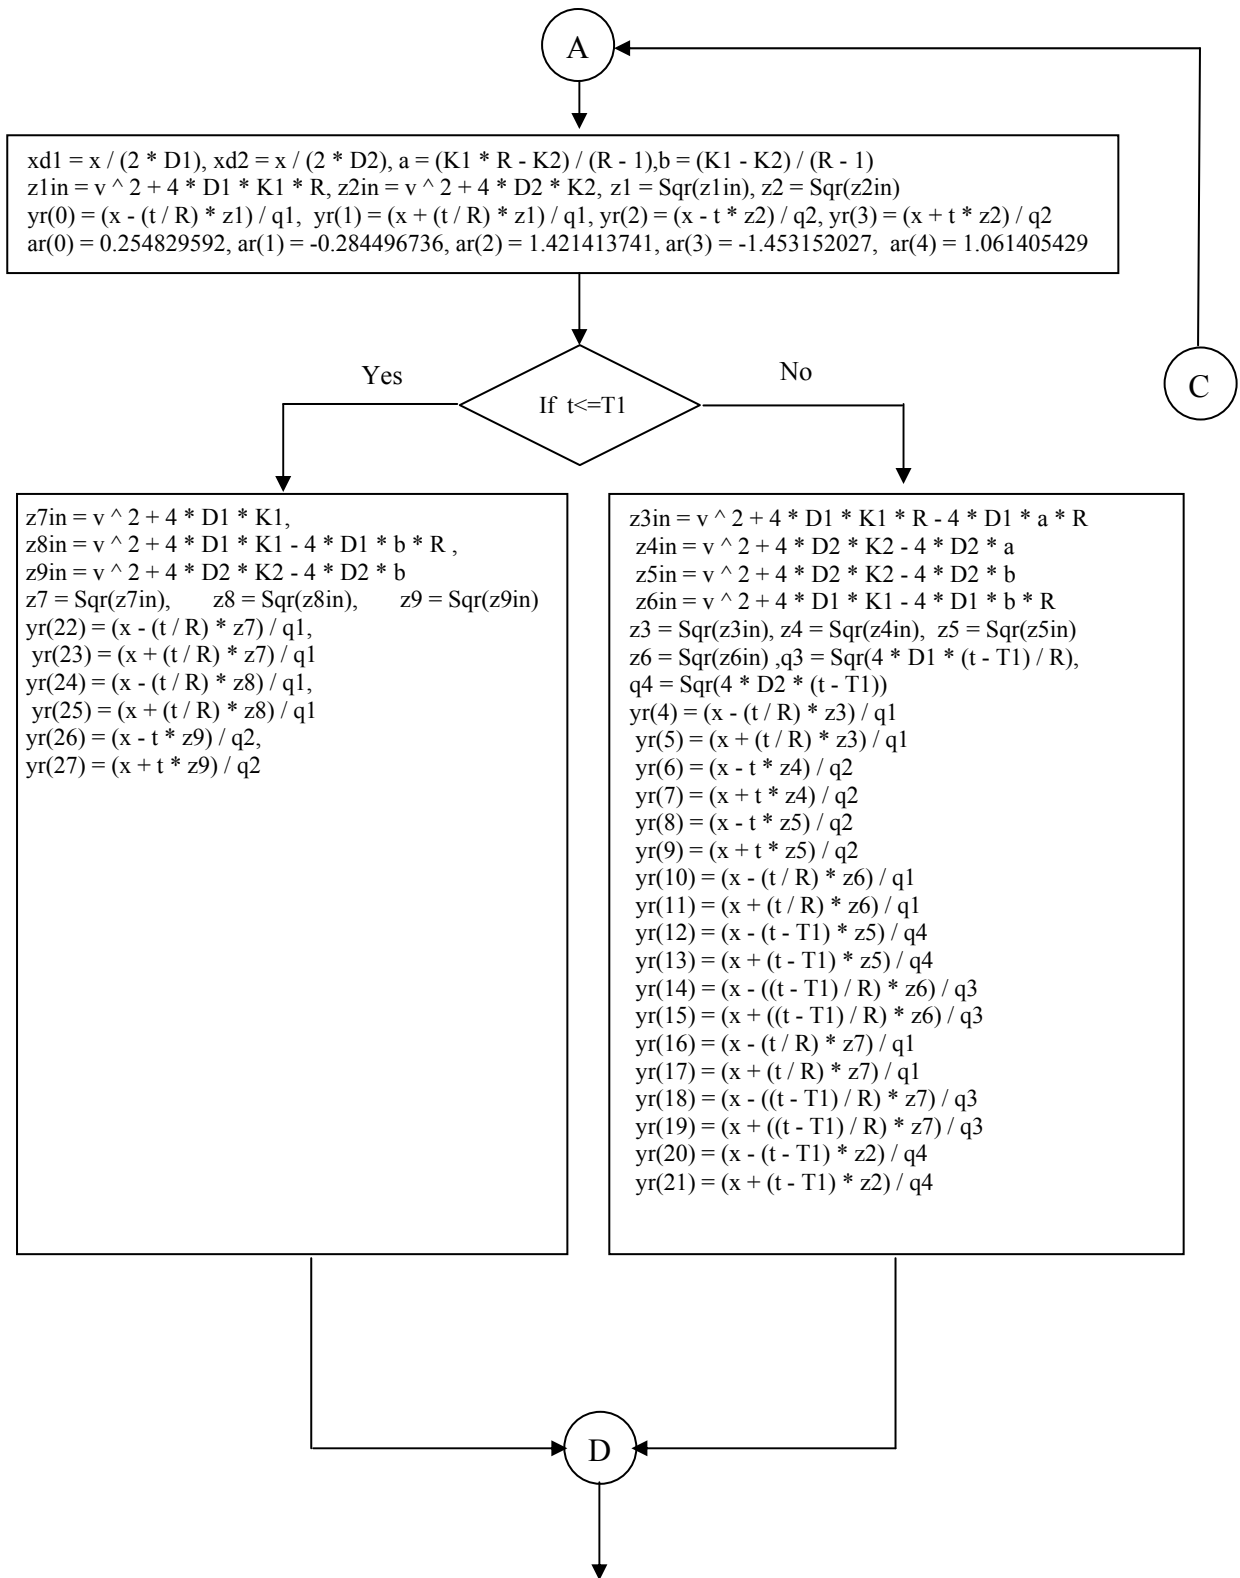 A
xd1 = x / (2 * D1), xd2 = x / (2 * D2), a = (K1 * R - K2) / (R - 1),b = (K1 - K2) / (R - 1)
z1in = v ^ 2 + 4 * D1 * K1 * R, z2in = v ^ 2 + 4 * D2 * K2, z1 = Sqr(z1in), z2 = Sqr(z2in)
yr(0) = (x - (t / R) * z1) / q1, yr(1) = (x + (t / R) * z1) / q1, yr(2) = (x - t * z2) / q2, yr(3) = (x + t * z2) / q2
ar(0) = 0.254829592, ar(1) = -0.284496736, ar(2) = 1.421413741, ar(3) = -1.453152027, ar(4) = 1.061405429
If t<=T1
Yes
No
C
z7in = v ^ 2 + 4 * D1 * K1,
z8in = v ^ 2 + 4 * D1 * K1 - 4 * D1 * b * R ,
z9in = v ^ 2 + 4 * D2 * K2 - 4 * D2 * b
z7 = Sqr(z7in), z8 = Sqr(z8in), z9 = Sqr(z9in)
yr(22) = (x - (t / R) * z7) / q1,
yr(23) = (x + (t / R) * z7) / q1
yr(24) = (x - (t / R) * z8) / q1,
yr(25) = (x + (t / R) * z8) / q1
yr(26) = (x - t * z9) / q2,
yr(27) = (x + t * z9) / q2
z3in = v ^ 2 + 4 * D1 * K1 * R - 4 * D1 * a * R
z4in = v ^ 2 + 4 * D2 * K2 - 4 * D2 * a
z5in = v ^ 2 + 4 * D2 * K2 - 4 * D2 * b
z6in = v ^ 2 + 4 * D1 * K1 - 4 * D1 * b * R
z3 = Sqr(z3in), z4 = Sqr(z4in), z5 = Sqr(z5in)
z6 = Sqr(z6in) ,q3 = Sqr(4 * D1 * (t - T1) / R),
q4 = Sqr(4 * D2 * (t - T1))
yr(4) = (x - (t / R) * z3) / q1
yr(5) = (x + (t / R) * z3) / q1
yr(6) = (x - t * z4) / q2
yr(7) = (x + t * z4) / q2
yr(8) = (x - t * z5) / q2
yr(9) = (x + t * z5) / q2
yr(10) = (x - (t / R) * z6) / q1
yr(11) = (x + (t / R) * z6) / q1
yr(12) = (x - (t - T1) * z5) / q4
yr(13) = (x + (t - T1) * z5) / q4
yr(14) = (x - ((t - T1) / R) * z6) / q3
yr(15) = (x + ((t - T1) / R) * z6) / q3
yr(16) = (x - (t / R) * z7) / q1
yr(17) = (x + (t / R) * z7) / q1
yr(18) = (x - ((t - T1) / R) * z7) / q3
yr(19) = (x + ((t - T1) / R) * z7) / q3
yr(20) = (x - (t - T1) * z2) / q4
yr(21) = (x + (t - T1) * z2) / q4
D